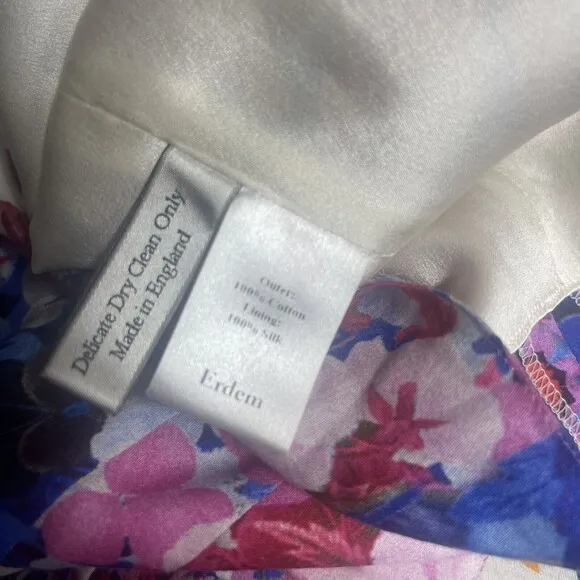 Delicate Dry Clean Only
Made in England
Outer:
100% Cotton
Lining:
100% Silk
Erdem